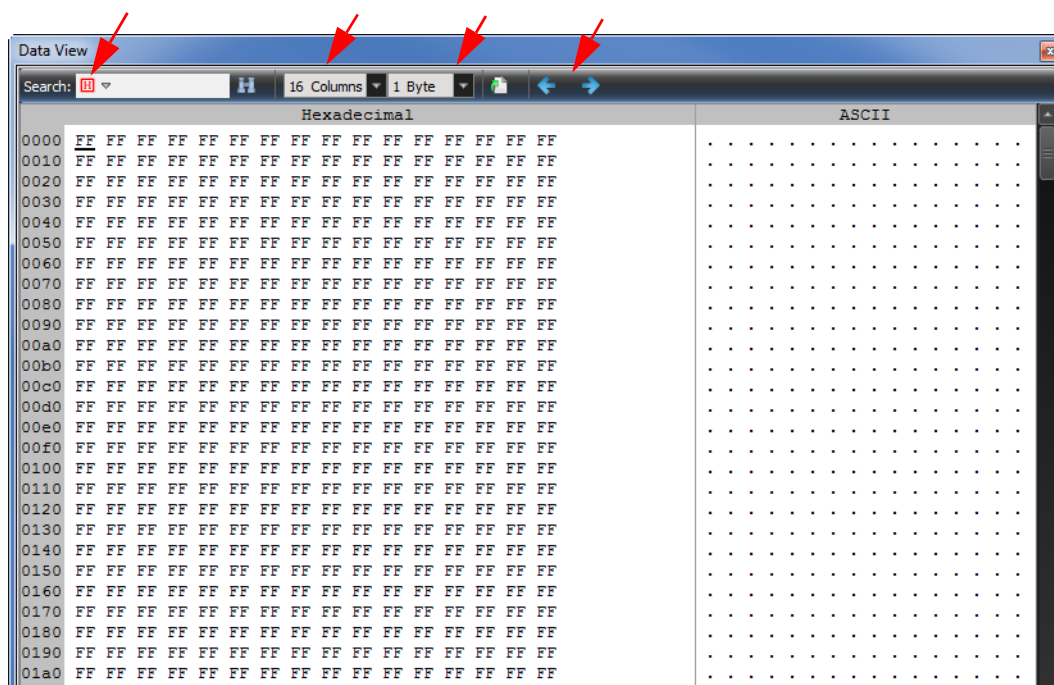 Data View
Search: H 16 Columns 1 Byte
Hexadecimal ASCII
0000 FF FF FF FF FF FF FF FF FF FF FF FF FF FF FF FF . . . . . . . . . . . . . . . .
0010 FF FF FF FF FF FF FF FF FF FF FF FF FF FF FF FF . . . . . . . . . . . . . . . .
0020 FF FF FF FF FF FF FF FF FF FF FF FF FF FF FF FF . . . . . . . . . . . . . . . .
0030 FF FF FF FF FF FF FF FF FF FF FF FF FF FF FF FF . . . . . . . . . . . . . . . .
0040 FF FF FF FF FF FF FF FF FF FF FF FF FF FF FF FF . . . . . . . . . . . . . . . .
0050 FF FF FF FF FF FF FF FF FF FF FF FF FF FF FF FF . . . . . . . . . . . . . . . .
0060 FF FF FF FF FF FF FF FF FF FF FF FF FF FF FF FF . . . . . . . . . . . . . . . .
0070 FF FF FF FF FF FF FF FF FF FF FF FF FF FF FF FF . . . . . . . . . . . . . . . .
0080 FF FF FF FF FF FF FF FF FF FF FF FF FF FF FF FF . . . . . . . . . . . . . . . .
0090 FF FF FF FF FF FF FF FF FF FF FF FF FF FF FF FF . . . . . . . . . . . . . . . .
00a0 FF FF FF FF FF FF FF FF FF FF FF FF FF FF FF FF . . . . . . . . . . . . . . . .
00b0 FF FF FF FF FF FF FF FF FF FF FF FF FF FF FF FF . . . . . . . . . . . . . . . .
00c0 FF FF FF FF FF FF FF FF FF FF FF FF FF FF FF FF . . . . . . . . . . . . . . . .
00d0 FF FF FF FF FF FF FF FF FF FF FF FF FF FF FF FF . . . . . . . . . . . . . . . .
00e0 FF FF FF FF FF FF FF FF FF FF FF FF FF FF FF FF . . . . . . . . . . . . . . . .
00f0 FF FF FF FF FF FF FF FF FF FF FF FF FF FF FF FF . . . . . . . . . . . . . . . .
0100 FF FF FF FF FF FF FF FF FF FF FF FF FF FF FF FF . . . . . . . . . . . . . . . .
0110 FF FF FF FF FF FF FF FF FF FF FF FF FF FF FF FF . . . . . . . . . . . . . . . .
0120 FF FF FF FF FF FF FF FF FF FF FF FF FF FF FF FF . . . . . . . . . . . . . . . .
0130 FF FF FF FF FF FF FF FF FF FF FF FF FF FF FF FF . . . . . . . . . . . . . . . .
0140 FF FF FF FF FF FF FF FF FF FF FF FF FF FF FF FF . . . . . . . . . . . . . . . .
0150 FF FF FF FF FF FF FF FF FF FF FF FF FF FF FF FF . . . . . . . . . . . . . . . .
0160 FF FF FF FF FF FF FF FF FF FF FF FF FF FF FF FF . . . . . . . . . . . . . . . .
0170 FF FF FF FF FF FF FF FF FF FF FF FF FF FF FF FF . . . . . . . . . . . . . . . .
0180 FF FF FF FF FF FF FF FF FF FF FF FF FF FF FF FF . . . . . . . . . . . . . . . .
0190 FF FF FF FF FF FF FF FF FF FF FF FF FF FF FF FF . . . . . . . . . . . . . . . .
01a0 FF FF FF FF FF FF FF FF FF FF FF FF FF FF FF FF . . . . . . . . . . . . . . . .